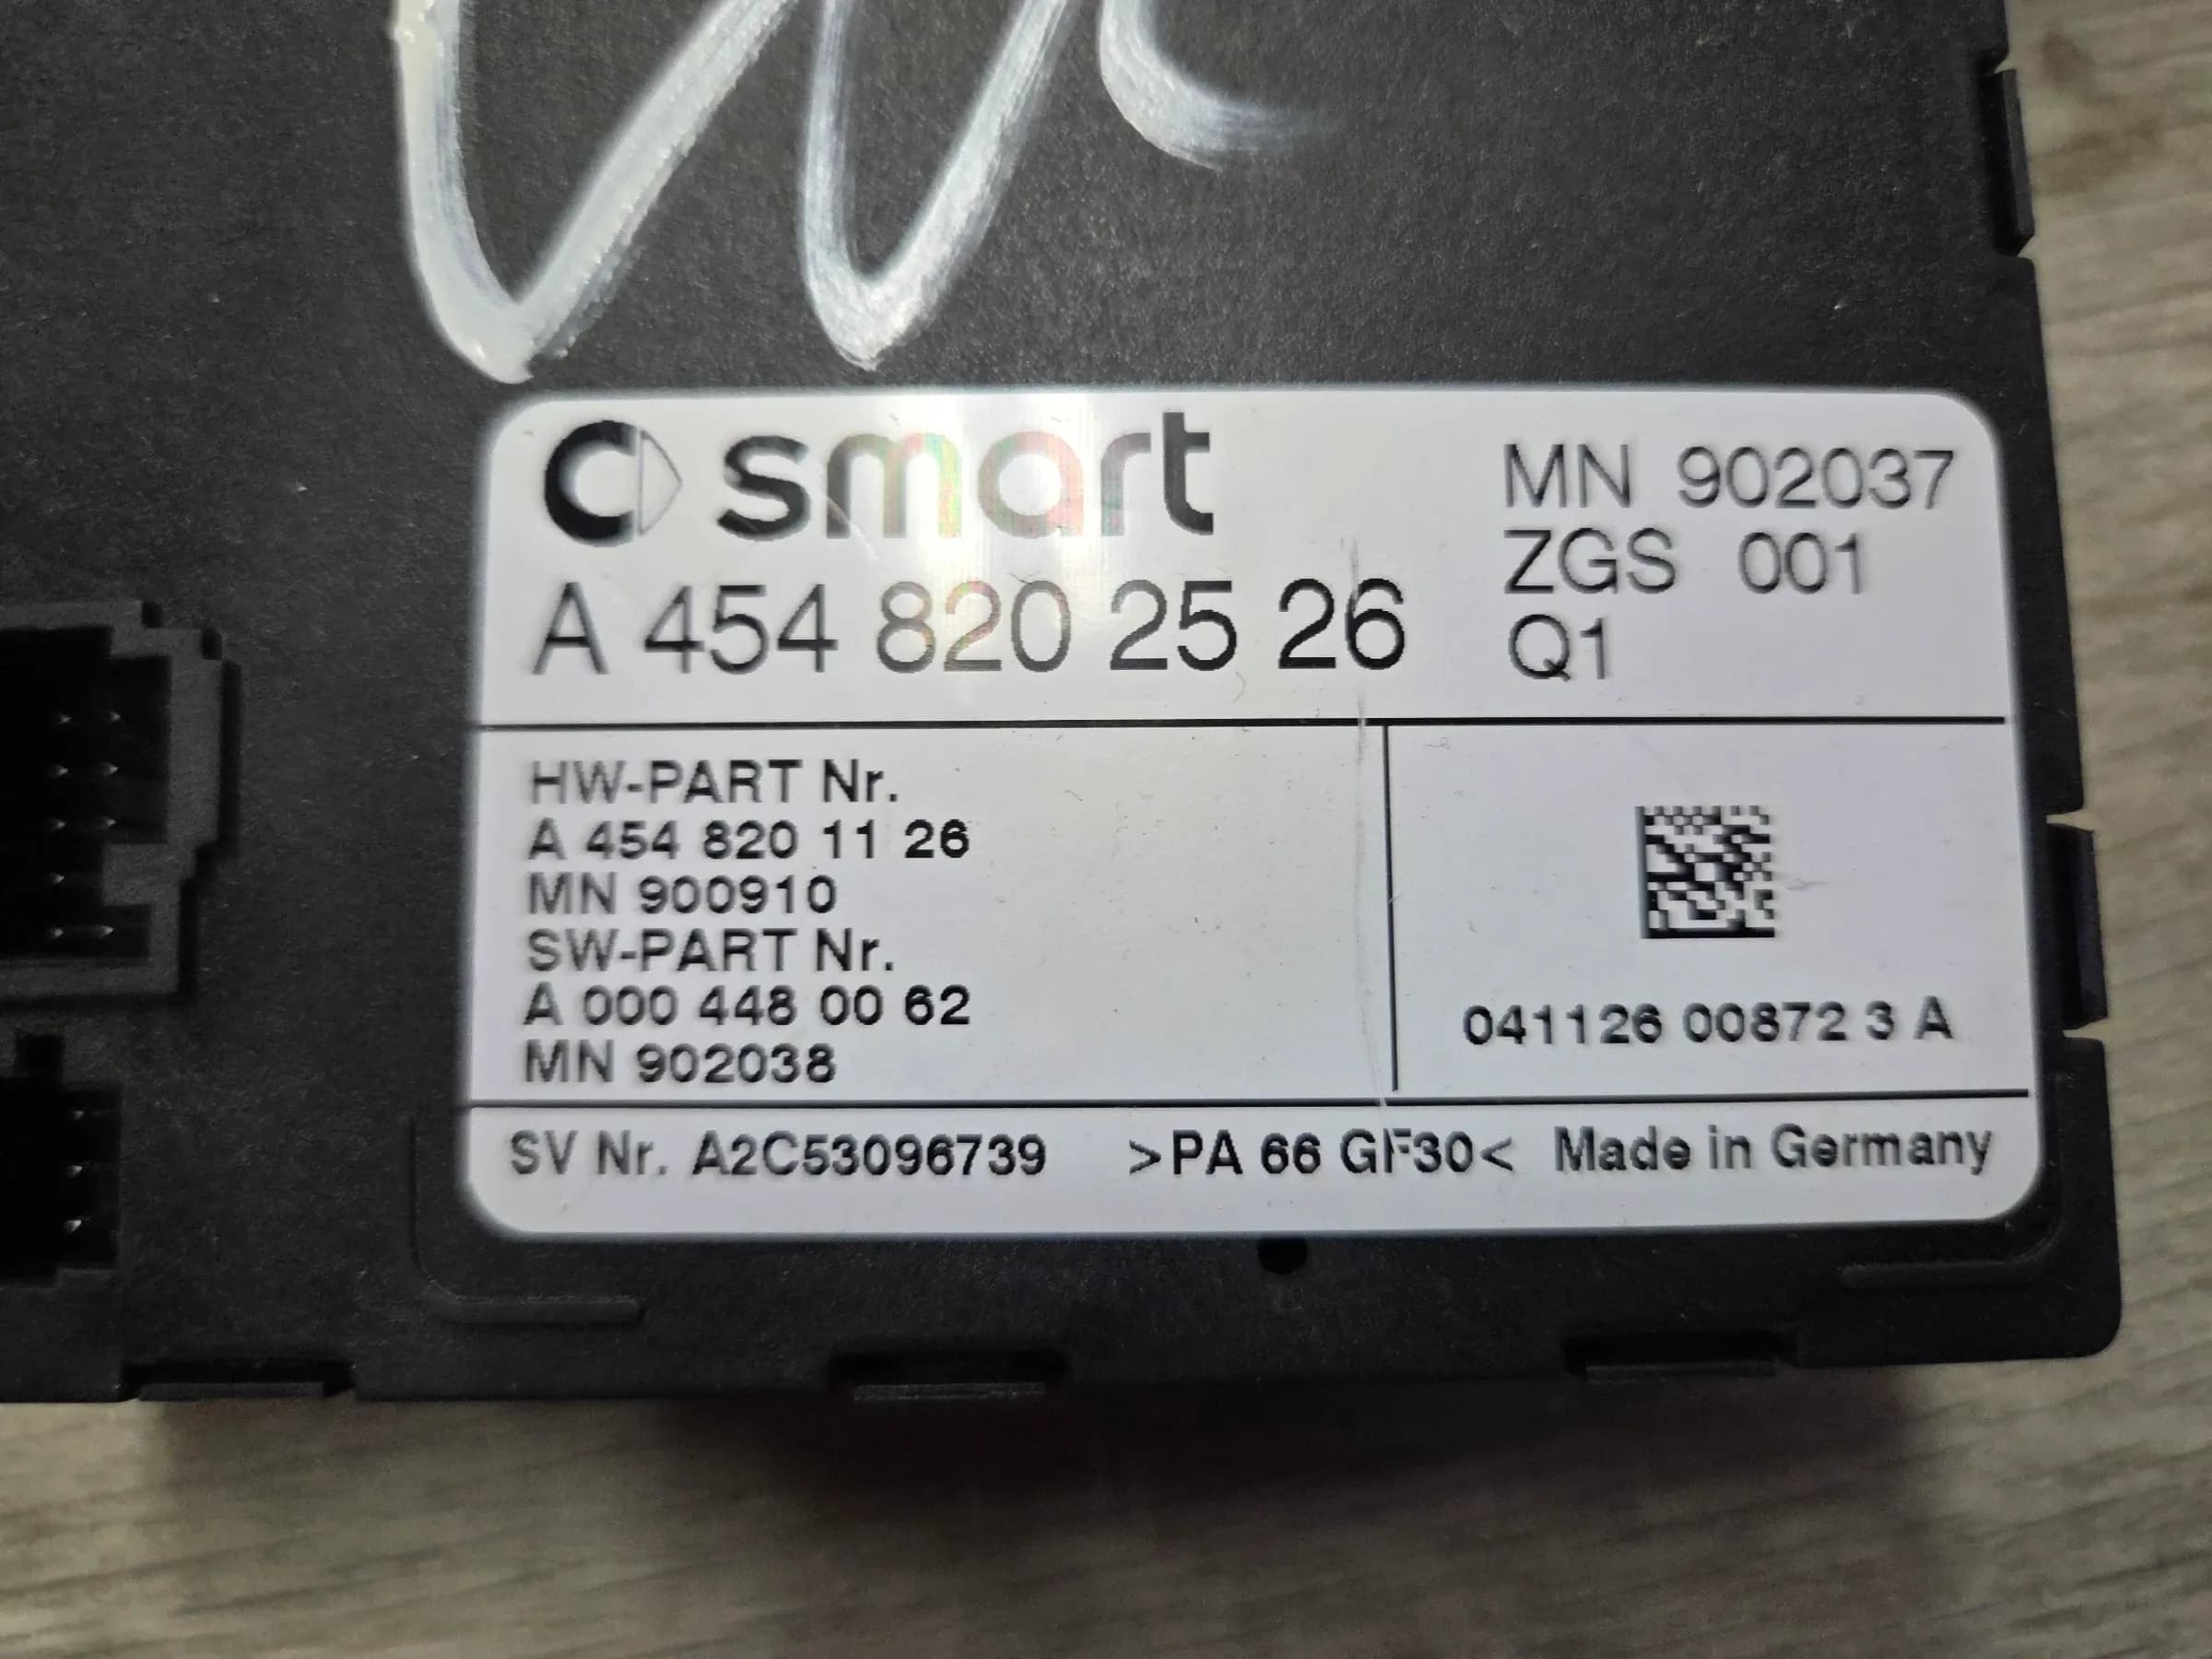 smart
A 454 820 25 26
MN 902037
ZGS 001
Q1
HW-PART Nr.
A 454 820 11 26
MN 900910
SW-PART Nr.
A 000 448 00 62
MN 902038
041126 00872 3 A
SV Nr. A2C53096739 >PA 66 GF30< Made in Germany